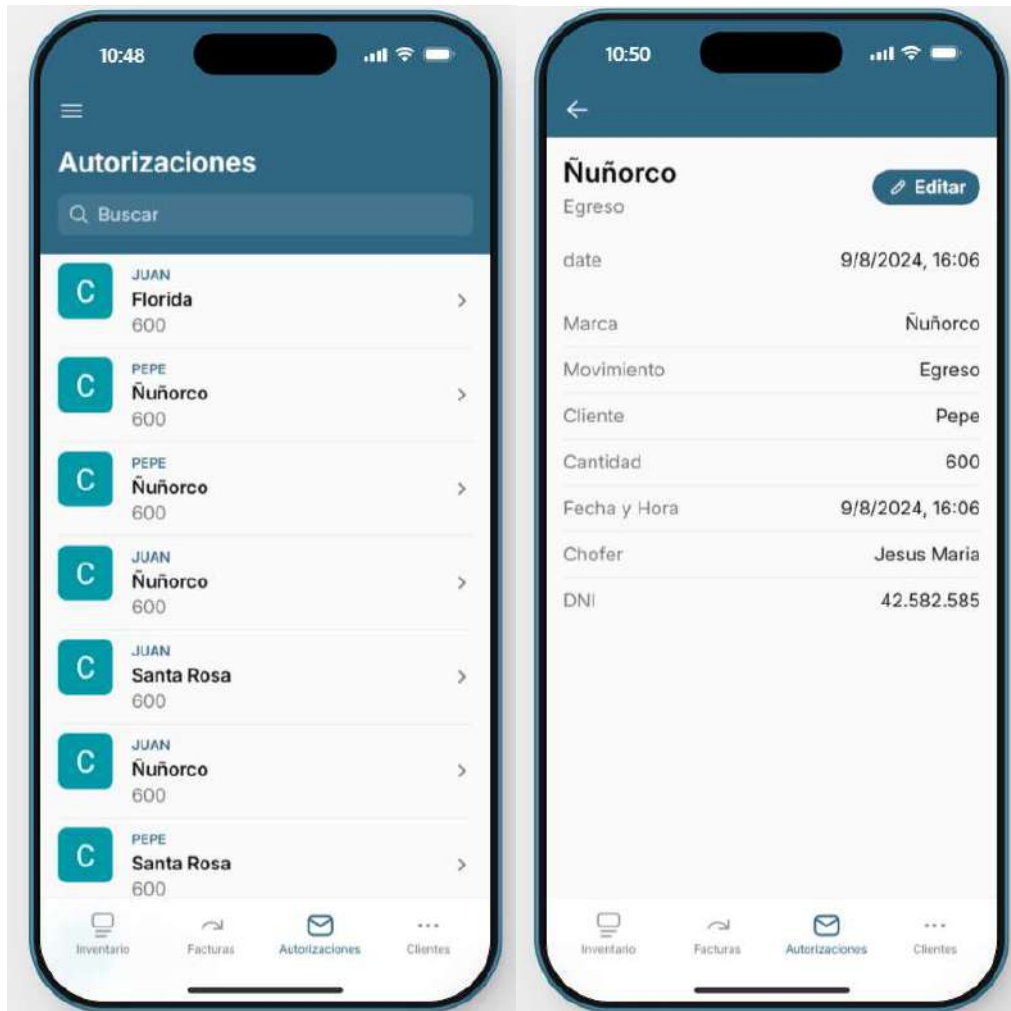 10:48
Autorizaciones
Buscar
C
JUAN
Florida
600
C
PEPE
Ñuñorco
600
C
PEPE
Ñuñorco
600
C
JUAN
Ñuñorco
600
C
JUAN
Santa Rosa
600
C
JUAN
Ñuñorco
600
C
PEPE
Santa Rosa
600
Inventario Facturas Autorizaciones Clientes
10:50
Ñuñorco
Editar
Egreso
date 9/8/2024, 16:06
Marca Ñuñorco
Movimiento Egreso
Cliente Pepe
Cantidad 600
Fecha y Hora 9/8/2024, 16:06
Chofer Jesus Maria
DNI 42.582.585
Inventario Facturas Autorizaciones Clientes